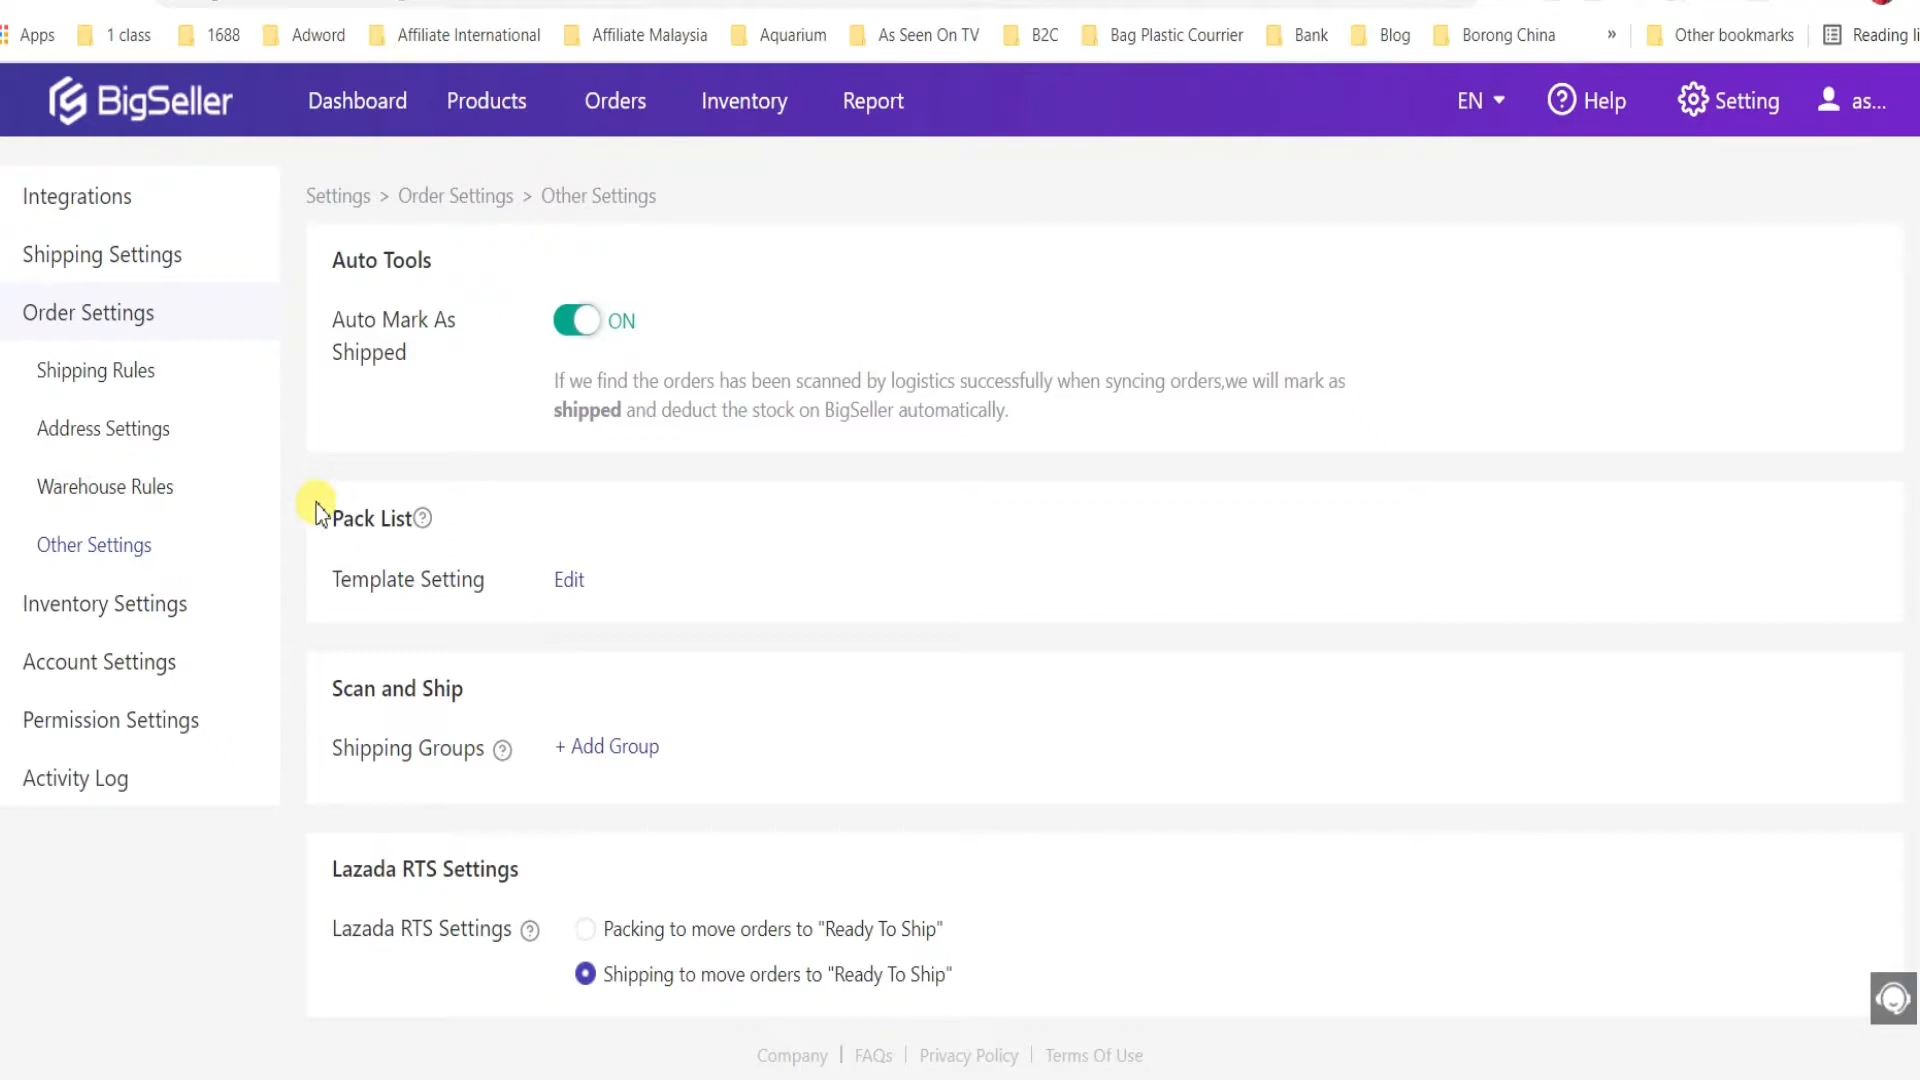 Apps 1 class 1688 Adword Affiliate International Affiliate Malaysia Aquarium As Seen On TV B2C Bag Plastic Courrier Bank Blog Borong China » Other bookmarks Reading li
BigSeller Dashboard Products Orders Inventory Report EN Help Setting as...
Integrations
Shipping Settings
Order Settings
Shipping Rules
Address Settings
Warehouse Rules
Other Settings
Inventory Settings
Account Settings
Permission Settings
Activity Log
Settings > Order Settings > Other Settings
Auto Tools
Auto Mark As
Shipped
ON
If we find the orders has been scanned by logistics successfully when syncing orders,we will mark as
shipped and deduct the stock on BigSeller automatically.
Pack List
Template Setting Edit
Scan and Ship
Shipping Groups + Add Group
Lazada RTS Settings
Lazada RTS Settings Packing to move orders to "Ready To Ship"
Shipping to move orders to "Ready To Ship"
Company | FAQs | Privacy Policy | Terms Of Use